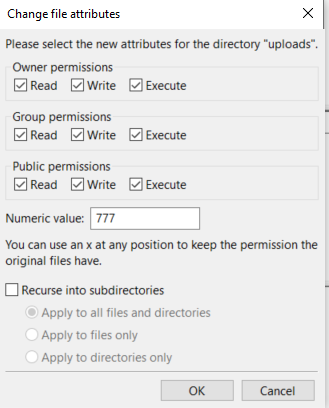 Change file attributes
Please select the new attributes for the directory "uploads".
Owner permissions
Read Write Execute
Group permissions
Read Write Execute
Public permissions
Read Write Execute
Numeric value: 777
You can use an x at any position to keep the permission the
original files have.
Recurse into subdirectories
Apply to all files and directories
Apply to files only
Apply to directories only
OK Cancel